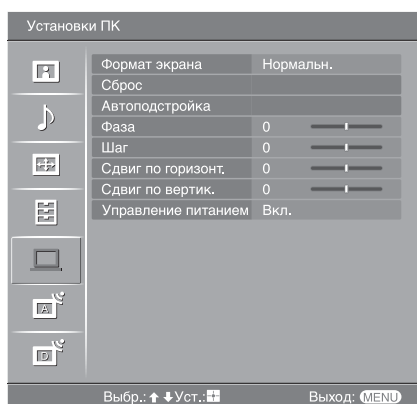 Установки ПК
Формат экрана Нормальн.
Сброс
Автоподстройка
Фаза 0
Шаг 0
Сдвиг по горизонт. 0
Сдвиг по вертик. 0
Управление питанием Вкл.
A
D
Выбр.: Уст.: Выход: MENU